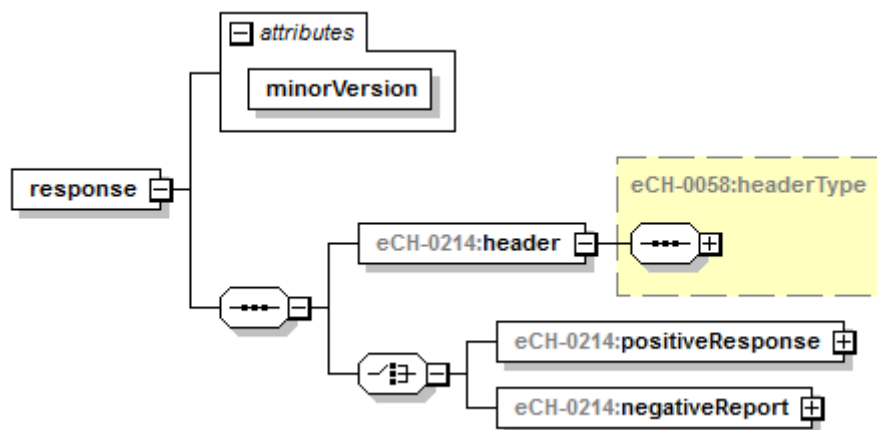 attributes
minorVersion
response
eCH-0058:headerType
eCH-0214:header
eCH-0214:positiveResponse
eCH-0214:negativeReport